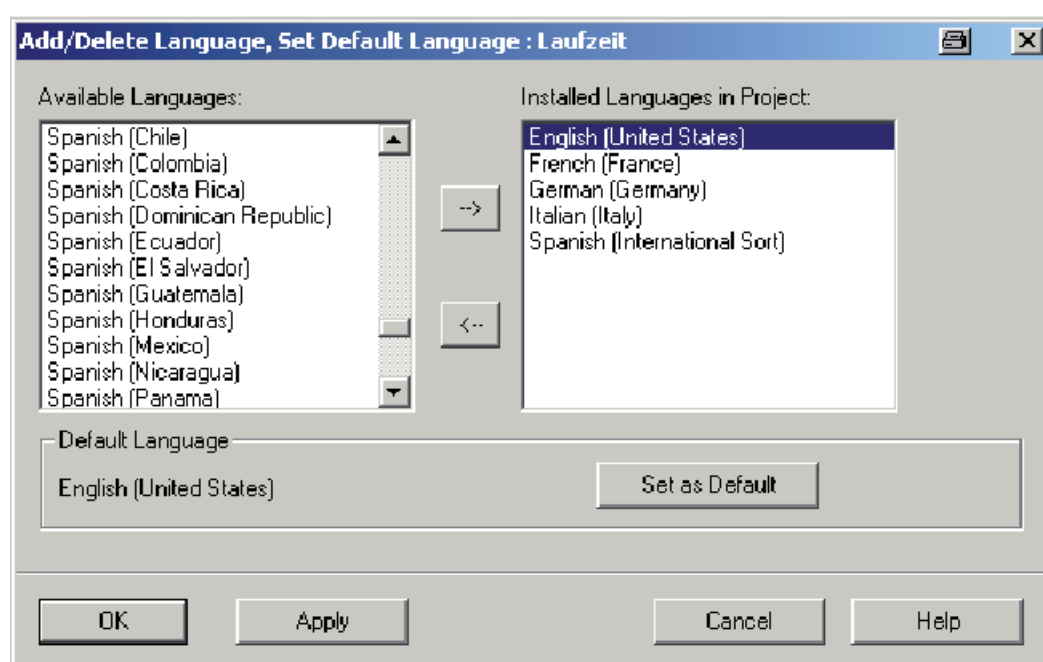 Add/Delete Language, Set Default Language : Laufzeit
Available Languages:
Spanish (Chile)
Spanish (Colombia)
Spanish (Costa Rica)
Spanish (Dominican Republic)
Spanish (Ecuador)
Spanish (El Salvador)
Spanish (Guatemala)
Spanish (Honduras)
Spanish (Mexico)
Spanish (Nicaragua)
Spanish (Panama)
-->
<--
Installed Languages in Project:
English (United States)
French (France)
German (Germany)
Italian (Italy)
Spanish (International Sort)
Default Language
English (United States)
Set as Default
OK
Apply
Cancel
Help